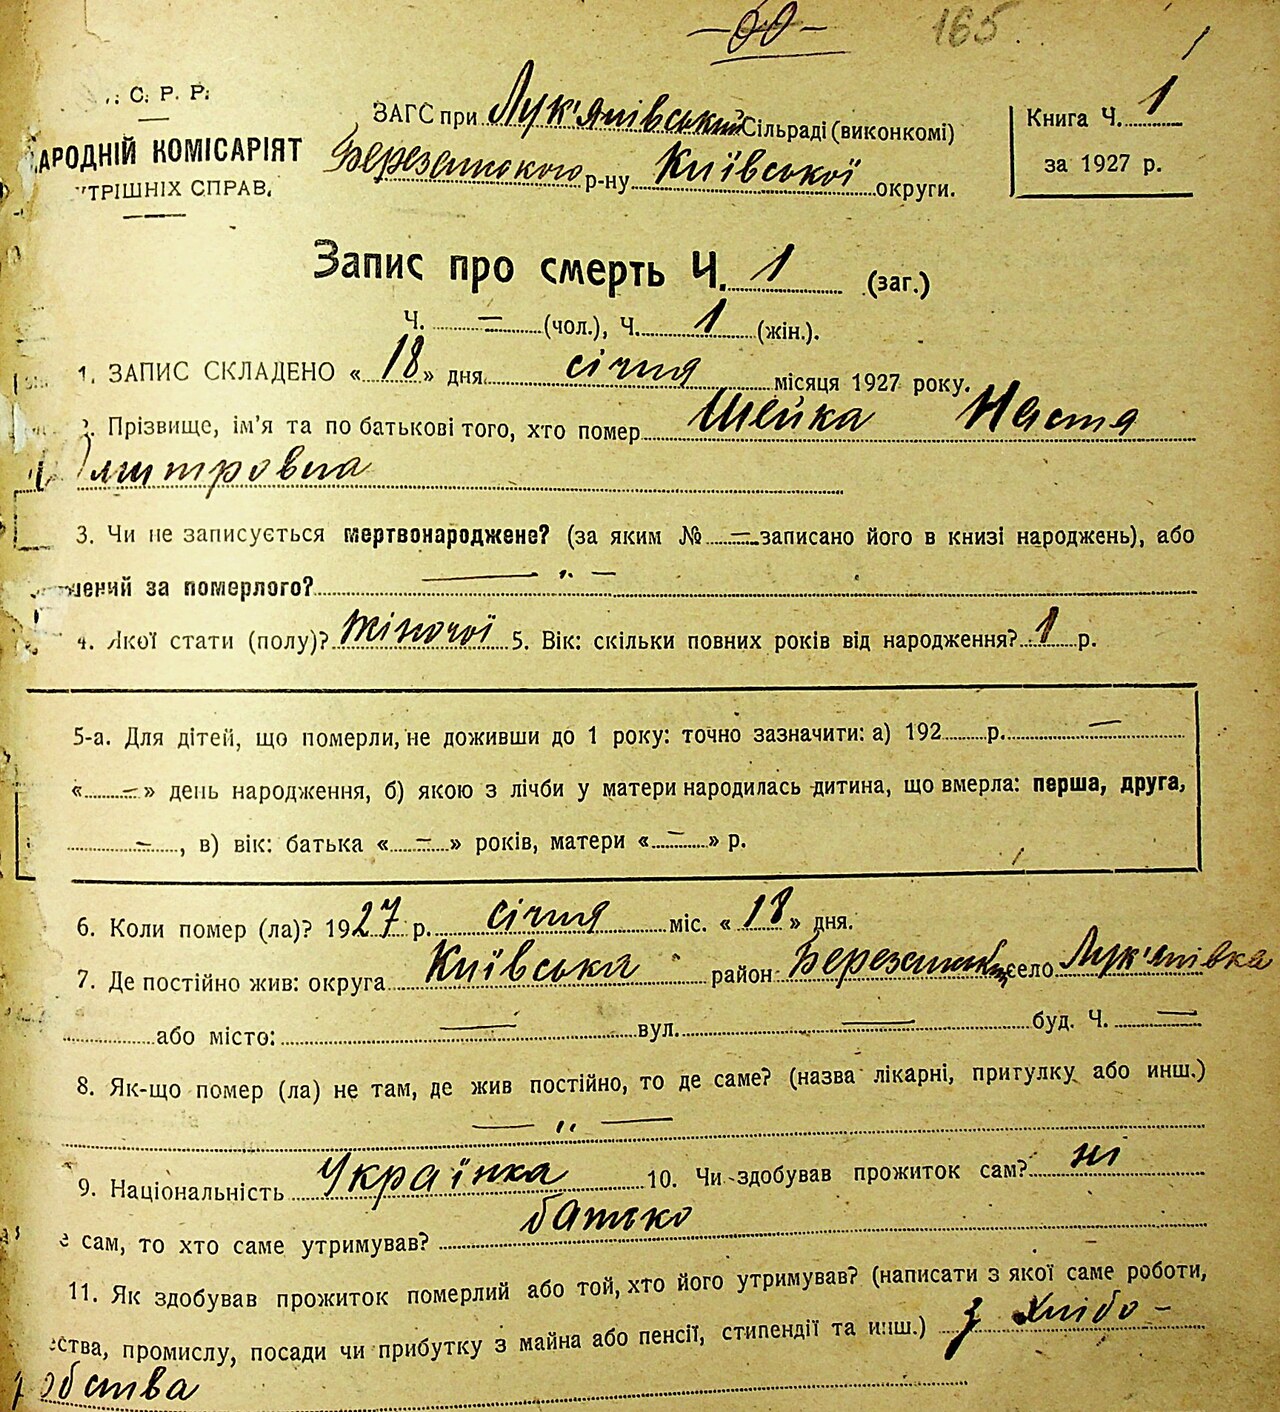 165
С. Р. Р.
АРОДНІЙ КОМІСАРІЯТ
ТРІШНІХ СПРАВ.
ЗАГС при Лук'янівській Сільраді (виконкомі)
Березанського р-ну Київської округи.
Книга Ч. 1
за 1927 р.
Запис про смерть Ч. 1 (заг.)
Ч. — (чол.), Ч. 1 (жін.).
1. ЗАПИС СКЛАДЕНО «18» дня січня місяця 1927 року.
2. Прізвище, ім'я та по батькові того, хто помер Шейка Настя
Дмитровна
3. Чи не записується мертвонароджене? (за яким № — записано його в книзі народжень), або
чений за померлого? — „ —
4. Якої стати (полу)? жіночої 5. Вік: скільки повних років від народження? 1 р.
5-а. Для дітей, що померли, не доживши до 1 року: точно зазначити: а) 192 р. —
« — » день народження, б) якою з лічби у матери народилась дитина, що вмерла: перша, друга,
—, в) вік: батька « — » років, матери « — » р.
6. Коли помер (ла)? 1927 р. січня міс. «18» дня.
7. Де постійно жив: округа Київська район Березанськ село Лук'янівка
або місто: — вул. — буд. Ч. —
8. Як-що помер (ла) не там, де жив постійно, то де саме? (назва лікарні, притулку або инш.)
— „ —
9. Національність Українка 10. Чи здобував прожиток сам? ні
е сам, то хто саме утримував? батько
11. Як здобував прожиток померлий або той, хто його утримував? (написати з якої саме роботи,
ства, промислу, посади чи прибутку з майна або пенсії, стипендії та инш.) з хлібо-
робства